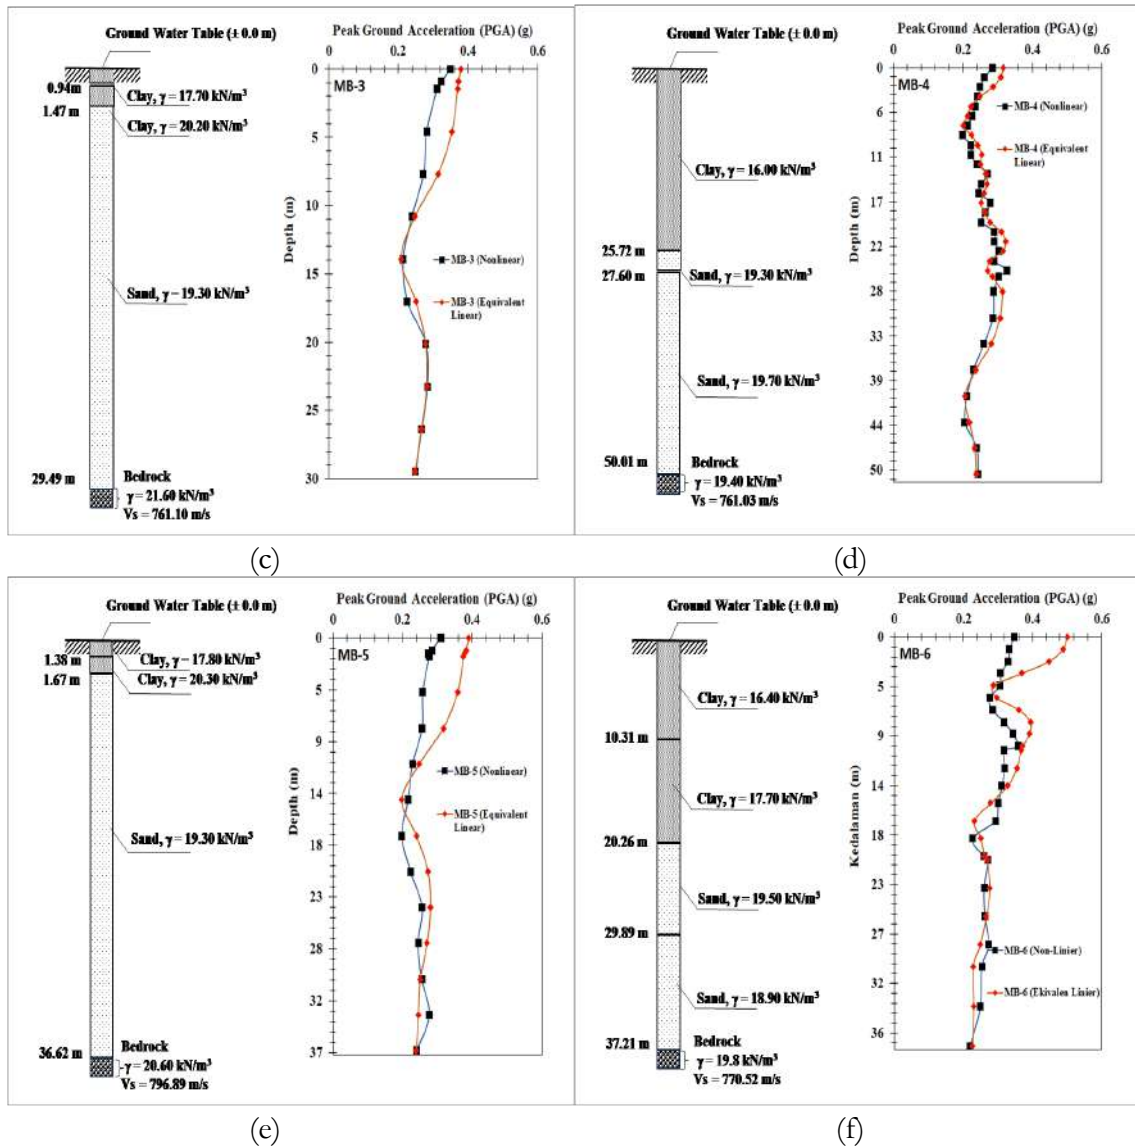 Ground Water Table (± 0.0 m)
0.94m
Clay, γ = 17.70 kN/m³
1.47 m
Clay, γ = 20.20 kN/m³
Sand, γ = 19.30 kN/m³
29.49 m
Bedrock
γ = 21.60 kN/m³
Vs = 761.10 m/s
Peak Ground Acceleration (PGA) (g)
0 0.2 0.4 0.6
MB-3
0
5
10
15
20
25
30
Depth (m)
MB-3 (Nonlinear)
MB-3 (Equivalent
Linear)
(c)
Ground Water Table (± 0.0 m)
Clay, γ = 16.00 kN/m³
25.72 m
Sand, γ = 19.30 kN/m³
27.60 m
Sand, γ = 19.70 kN/m³
50.01 m
Bedrock
γ = 19.40 kN/m³
Vs = 761.03 m/s
Peak Ground Acceleration (PGA) (g)
0 0.2 0.4 0.6
MB-4
0
6
11
17
22
28
33
39
44
50
Depth (m)
MB-4 (Nonlinear)
MB-4 (Equivalent
Linear)
(d)
Ground Water Table (± 0.0 m)
1.38 m
Clay, γ = 17.80 kN/m³
1.67 m
Clay, γ = 20.30 kN/m³
Sand, γ = 19.30 kN/m³
36.62 m
Bedrock
γ = 20.60 kN/m³
Vs = 796.89 m/s
Peak Ground Acceleration (PGA) (g)
0 0.2 0.4 0.6
MB-5
0
5
9
14
18
23
28
32
37
Depth (m)
MB-5 (Nonlinear)
MB-5 (Equivalent
Linear)
(e)
Ground Water Table (± 0.0 m)
Clay, γ = 16.40 kN/m³
10.31 m
Clay, γ = 17.70 kN/m³
20.26 m
Sand, γ = 19.50 kN/m³
29.89 m
Sand, γ = 18.90 kN/m³
37.21 m
Bedrock
γ = 19.8 kN/m³
Vs = 770.52 m/s
Peak Ground Acceleration (PGA) (g)
0 0.2 0.4 0.6
MB-6
0
5
9
14
18
23
27
32
36
Kedalaman (m)
MB-6 (Non-Linier)
MB-6 (Ekivalen Linier)
(f)